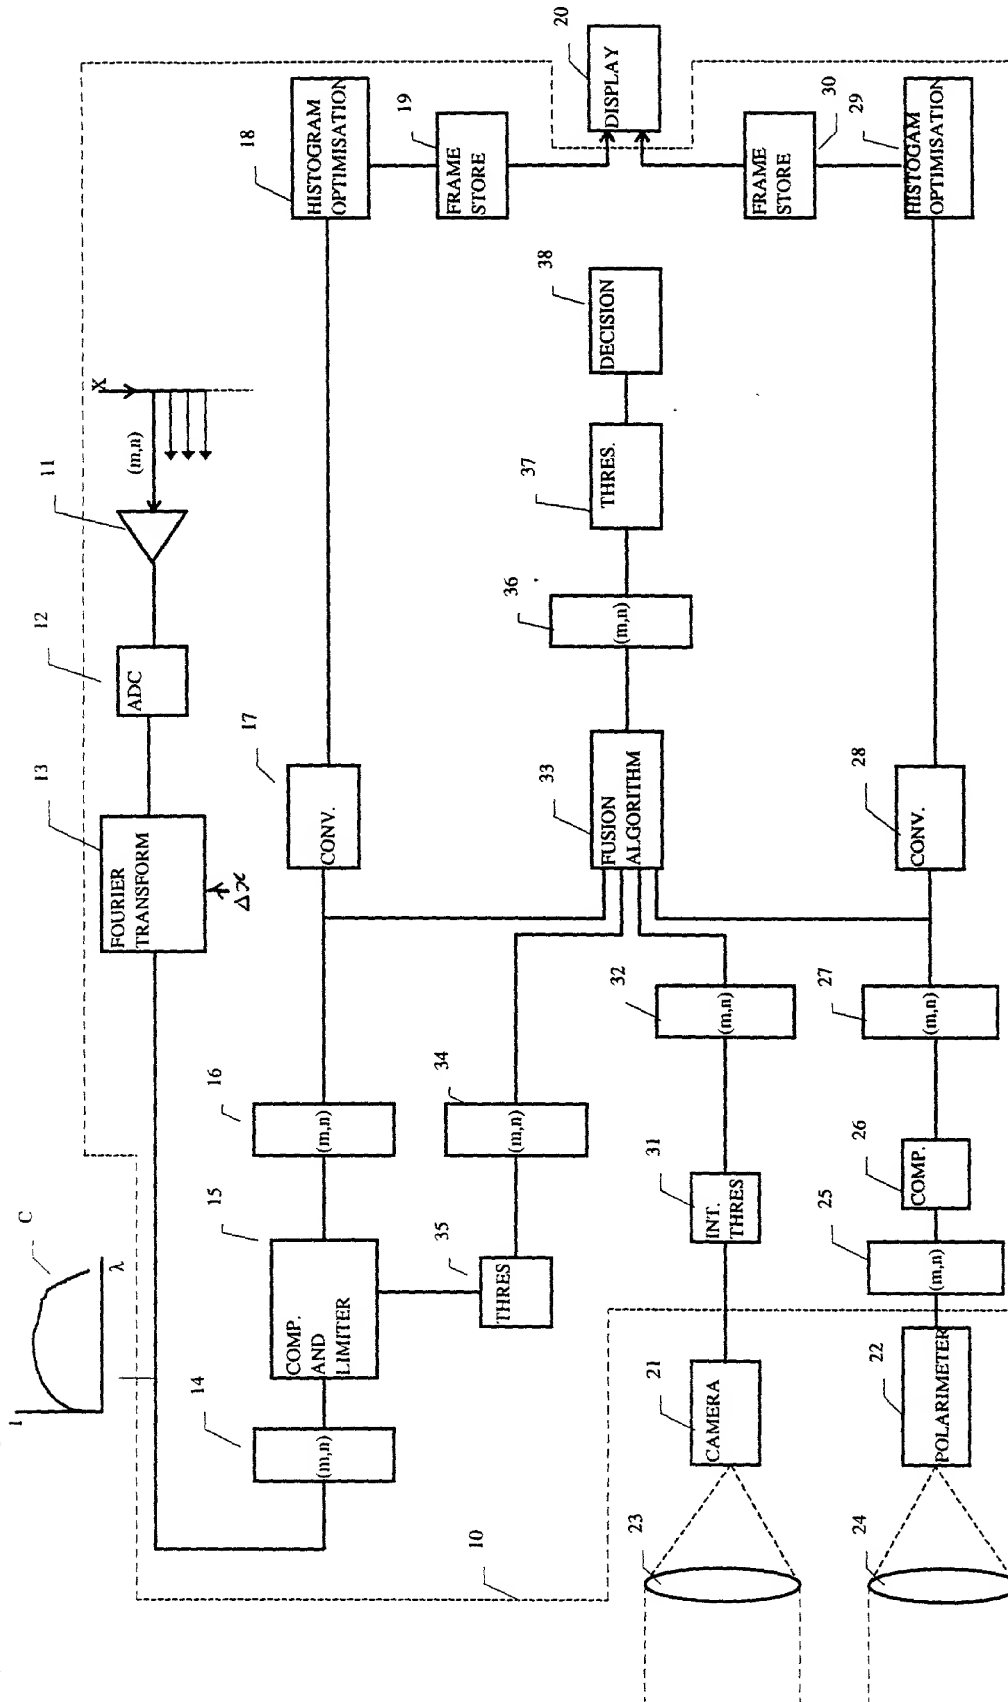 I
C
λ
13
12
11
FOURIER
TRANSFORM
ADC
(m,n)
X
Δx
14
15
16
17
18
COMP.
AND
LIMITER
(m,n)
(m,n)
CONV.
HISTOGRAM
OPTIMISATION
19
FRAME
STORE
10
35
34
THRES
(m,n)
33
36
37
38
20
FUSION
ALGORITHM
(m,n)
THRES.
DECISION
DISPLAY
23
21
31
32
CAMERA
INT.
THRES
(m,n)
30
FRAME
STORE
24
22
25
26
27
28
29
POLARIMETER
(m,n)
COMP.
(m,n)
CONV.
HISTOGAM
OPTIMISATION